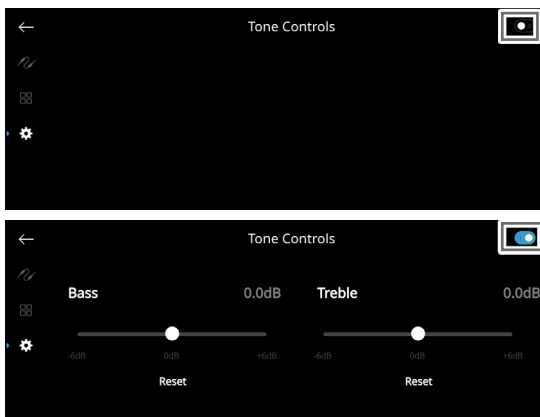 Tone Controls
Tone Controls
Bass 0.0dB Treble 0.0dB
-6dB 0dB +6dB -6dB 0dB +6dB
Reset Reset